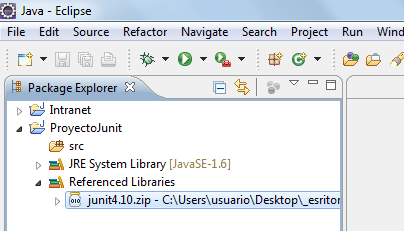 Java - Eclipse
File Edit Source Refactor Navigate Search Project Run Wind
Package Explorer
Intranet
ProyectoJunit
src
JRE System Library [JavaSE-1.6]
Referenced Libraries
junit4.10.zip - C:\Users\usuario\Desktop\_esritor